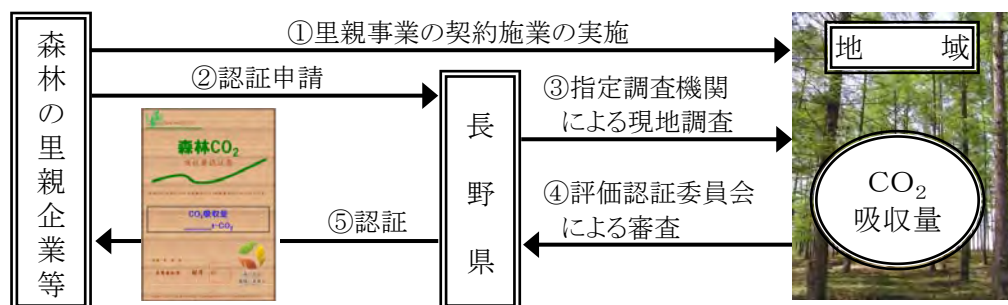 森林の里親企業等
①里親事業の契約施業の実施
②認証申請
森林CO₂
CO₂吸収量
t-CO₂
⑤認証
長野県
③指定調査機関
による現地調査
④評価認証委員会
による審査
地域
CO₂
吸収量